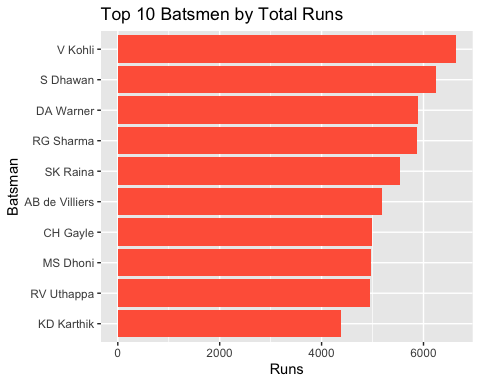 Top 10 Batsmen by Total Runs
V Kohli
S Dhawan
DA Warner
RG Sharma
SK Raina
AB de Villiers
CH Gayle
MS Dhoni
RV Uthappa
KD Karthik
Batsman
0 2000 4000 6000
Runs